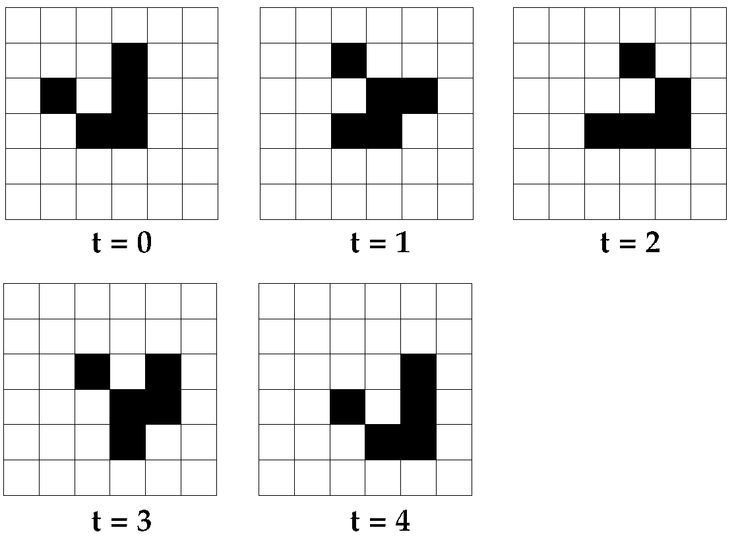 t = 0
t = 1
t = 2
t = 3
t = 4